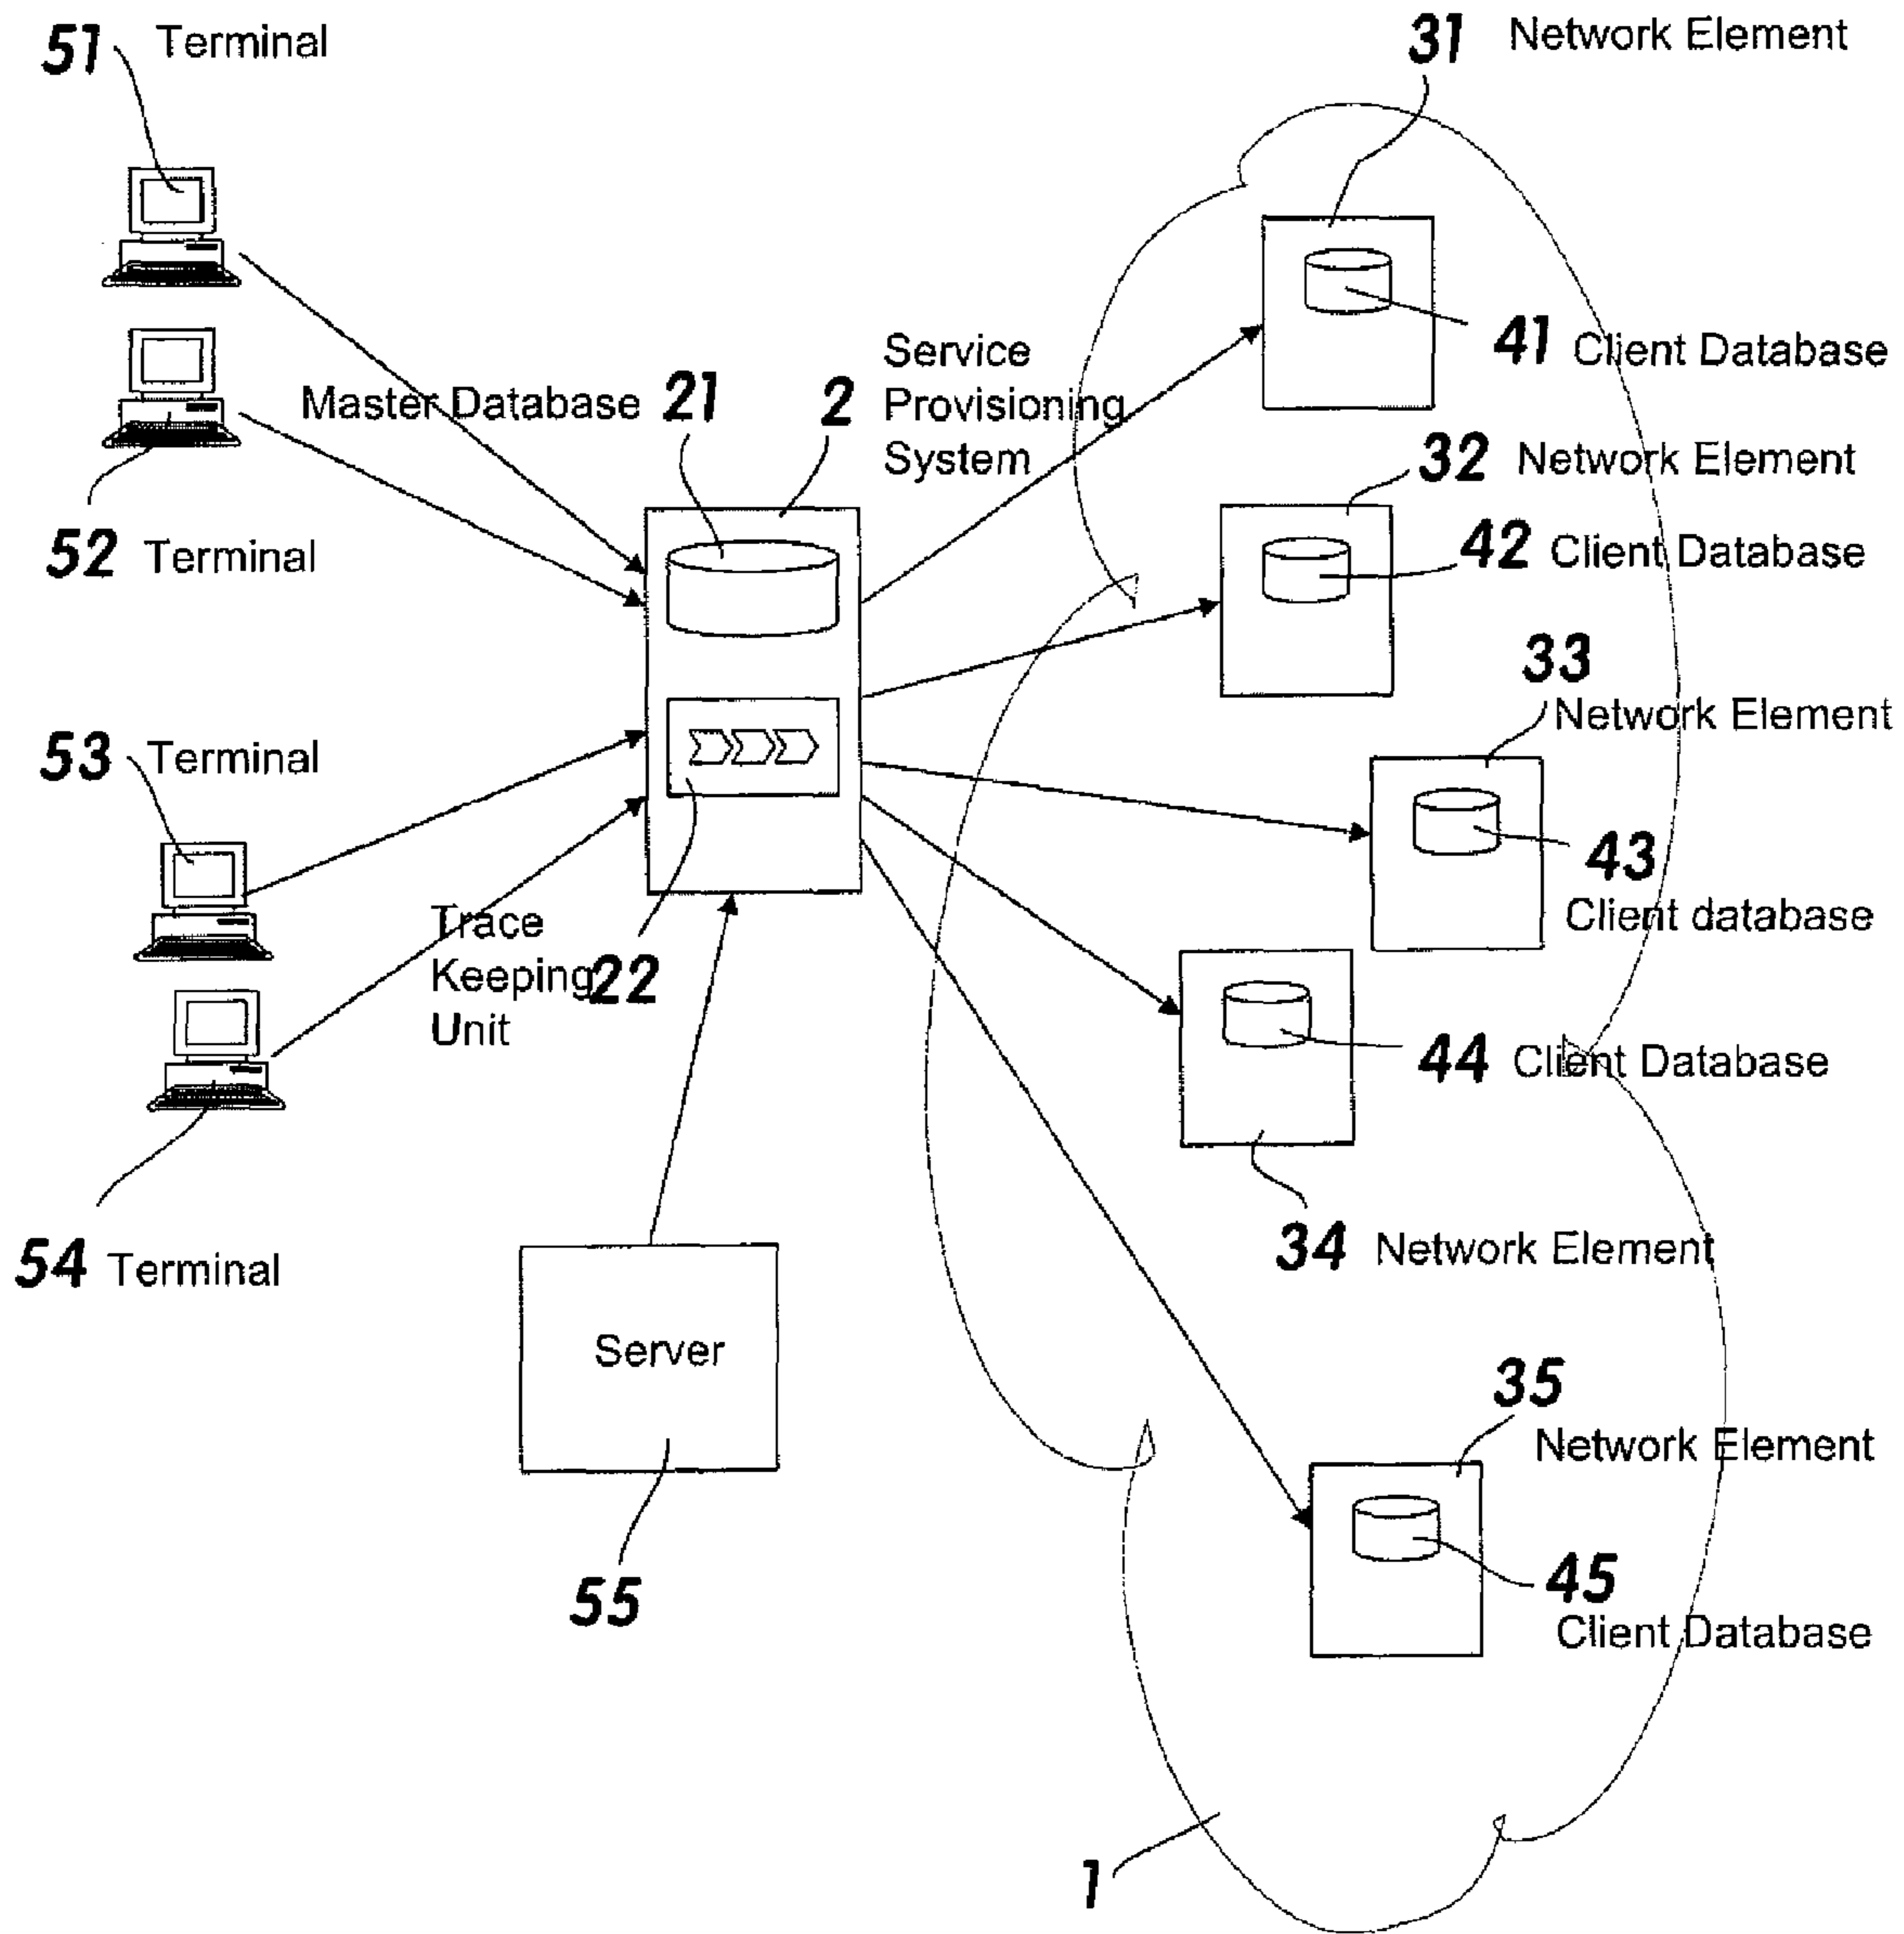 51 Terminal
31 Network Element
Service
Provisioning
System
41 Client Database
Master Database 21
2
32 Network Element
52 Terminal
42 Client Database
33
Network Element
53 Terminal
43
Client database
Trace
Keeping
Unit
22
44 Client Database
54 Terminal
34 Network Element
Server
35
Network Element
55
45
Client Database
1